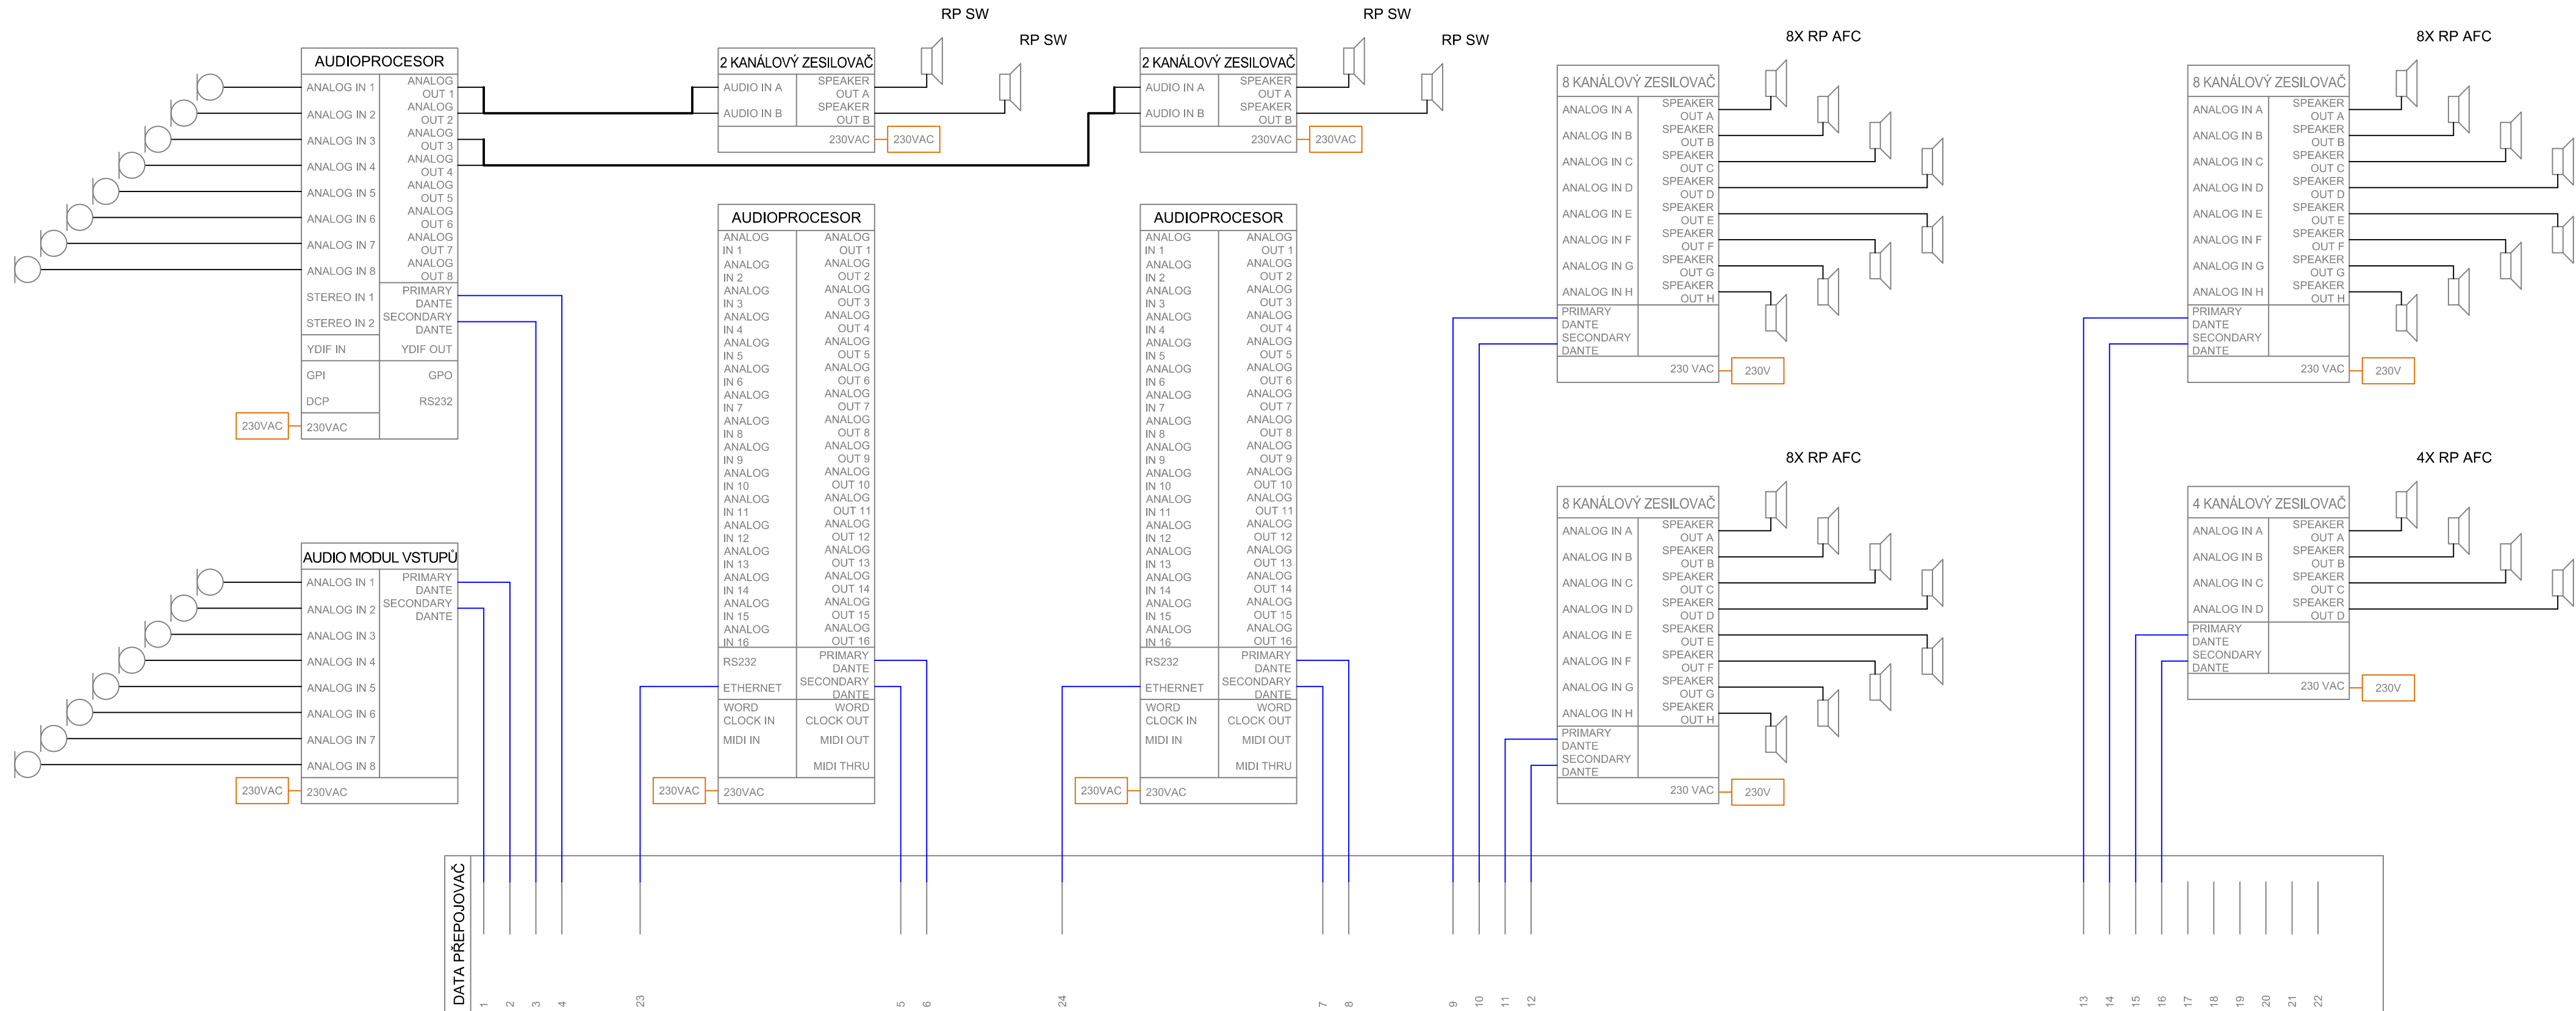 RP SW
RP SW
RP SW
RP SW
8X RP AFC
8X RP AFC
AUDIOPROCESOR
ANALOG IN 1
ANALOG IN 2
ANALOG IN 3
ANALOG IN 4
ANALOG IN 5
ANALOG IN 6
ANALOG IN 7
ANALOG IN 8
STEREO IN 1
STEREO IN 2
YDIF IN
GPI
DCP
230VAC
230VAC
ANALOG
OUT 1
ANALOG
OUT 2
ANALOG
OUT 3
ANALOG
OUT 4
ANALOG
OUT 5
ANALOG
OUT 6
ANALOG
OUT 7
ANALOG
OUT 8
PRIMARY
DANTE
SECONDARY
DANTE
YDIF OUT
GPO
RS232
2 KANÁLOVÝ ZESILOVAČ
AUDIO IN A
AUDIO IN B
SPEAKER
OUT A
SPEAKER
OUT B
230VAC
230VAC
2 KANÁLOVÝ ZESILOVAČ
AUDIO IN A
AUDIO IN B
SPEAKER
OUT A
SPEAKER
OUT B
230VAC
230VAC
8 KANÁLOVÝ ZESILOVAČ
ANALOG IN A
ANALOG IN B
ANALOG IN C
ANALOG IN D
ANALOG IN E
ANALOG IN F
ANALOG IN G
ANALOG IN H
PRIMARY
DANTE
SECONDARY
DANTE
SPEAKER
OUT A
SPEAKER
OUT B
SPEAKER
OUT C
SPEAKER
OUT D
SPEAKER
OUT E
SPEAKER
OUT F
SPEAKER
OUT G
SPEAKER
OUT H
230 VAC
230V
8 KANÁLOVÝ ZESILOVAČ
ANALOG IN A
ANALOG IN B
ANALOG IN C
ANALOG IN D
ANALOG IN E
ANALOG IN F
ANALOG IN G
ANALOG IN H
PRIMARY
DANTE
SECONDARY
DANTE
SPEAKER
OUT A
SPEAKER
OUT B
SPEAKER
OUT C
SPEAKER
OUT D
SPEAKER
OUT E
SPEAKER
OUT F
SPEAKER
OUT G
SPEAKER
OUT H
230 VAC
230V
AUDIO MODUL VSTUPŮ
ANALOG IN 1
ANALOG IN 2
ANALOG IN 3
ANALOG IN 4
ANALOG IN 5
ANALOG IN 6
ANALOG IN 7
ANALOG IN 8
PRIMARY
DANTE
SECONDARY
DANTE
230VAC
230VAC
AUDIOPROCESOR
ANALOG
IN 1
ANALOG
IN 2
ANALOG
IN 3
ANALOG
IN 4
ANALOG
IN 5
ANALOG
IN 6
ANALOG
IN 7
ANALOG
IN 8
ANALOG
IN 9
ANALOG
IN 10
ANALOG
IN 11
ANALOG
IN 12
ANALOG
IN 13
ANALOG
IN 14
ANALOG
IN 15
ANALOG
IN 16
RS232
ETHERNET
WORD
CLOCK IN
MIDI IN
230VAC
230VAC
ANALOG
OUT 1
ANALOG
OUT 2
ANALOG
OUT 3
ANALOG
OUT 4
ANALOG
OUT 5
ANALOG
OUT 6
ANALOG
OUT 7
ANALOG
OUT 8
ANALOG
OUT 9
ANALOG
OUT 10
ANALOG
OUT 11
ANALOG
OUT 12
ANALOG
OUT 13
ANALOG
OUT 14
ANALOG
OUT 15
ANALOG
OUT 16
PRIMARY
DANTE
SECONDARY
DANTE
WORD
CLOCK OUT
MIDI OUT
MIDI THRU
AUDIOPROCESOR
ANALOG
IN 1
ANALOG
IN 2
ANALOG
IN 3
ANALOG
IN 4
ANALOG
IN 5
ANALOG
IN 6
ANALOG
IN 7
ANALOG
IN 8
ANALOG
IN 9
ANALOG
IN 10
ANALOG
IN 11
ANALOG
IN 12
ANALOG
IN 13
ANALOG
IN 14
ANALOG
IN 15
ANALOG
IN 16
RS232
ETHERNET
WORD
CLOCK IN
MIDI IN
230VAC
230VAC
ANALOG
OUT 1
ANALOG
OUT 2
ANALOG
OUT 3
ANALOG
OUT 4
ANALOG
OUT 5
ANALOG
OUT 6
ANALOG
OUT 7
ANALOG
OUT 8
ANALOG
OUT 9
ANALOG
OUT 10
ANALOG
OUT 11
ANALOG
OUT 12
ANALOG
OUT 13
ANALOG
OUT 14
ANALOG
OUT 15
ANALOG
OUT 16
PRIMARY
DANTE
SECONDARY
DANTE
WORD
CLOCK OUT
MIDI OUT
MIDI THRU
8X RP AFC
8 KANÁLOVÝ ZESILOVAČ
ANALOG IN A
ANALOG IN B
ANALOG IN C
ANALOG IN D
ANALOG IN E
ANALOG IN F
ANALOG IN G
ANALOG IN H
PRIMARY
DANTE
SECONDARY
DANTE
SPEAKER
OUT A
SPEAKER
OUT B
SPEAKER
OUT C
SPEAKER
OUT D
SPEAKER
OUT E
SPEAKER
OUT F
SPEAKER
OUT G
SPEAKER
OUT H
230 VAC
230V
4X RP AFC
4 KANÁLOVÝ ZESILOVAČ
ANALOG IN A
ANALOG IN B
ANALOG IN C
ANALOG IN D
PRIMARY
DANTE
SECONDARY
DANTE
SPEAKER
OUT A
SPEAKER
OUT B
SPEAKER
OUT C
SPEAKER
OUT D
230 VAC
230V
DATA PŘEPOJOVAČ
1
2
3
4
23
5
6
24
7
8
9
10
11
12
13
14
15
16
17
18
19
20
21
22